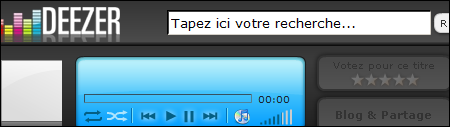 DEEZER
Tapez ici votre recherche...
R
00:00
Votez pour ce titre
Blog & Partage